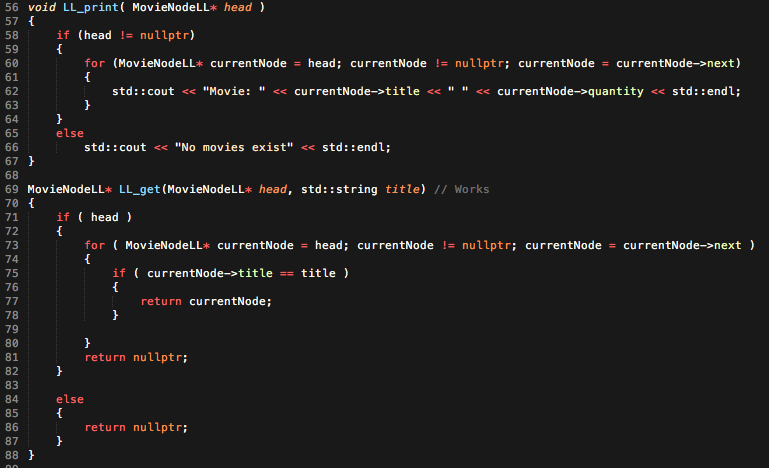 56 void LL_print( MovieNodeLL* head )
57 {
58     if (head != nullptr)
59     {
60         for (MovieNodeLL* currentNode = head; currentNode != nullptr; currentNode = currentNode->next)
61         {
62             std::cout << "Movie: " << currentNode->title << " " << currentNode->quantity << std::endl;
63         }
64     }
65     else
66         std::cout << "No movies exist" << std::endl;
67 }
68
69 MovieNodeLL* LL_get(MovieNodeLL* head, std::string title) // Works
70 {
71     if ( head )
72     {
73         for ( MovieNodeLL* currentNode = head; currentNode != nullptr; currentNode = currentNode->next )
74         {
75             if ( currentNode->title == title )
76             {
77                 return currentNode;
78             }
79
80         }
81         return nullptr;
82     }
83
84     else
85     {
86         return nullptr;
87     }
88 }